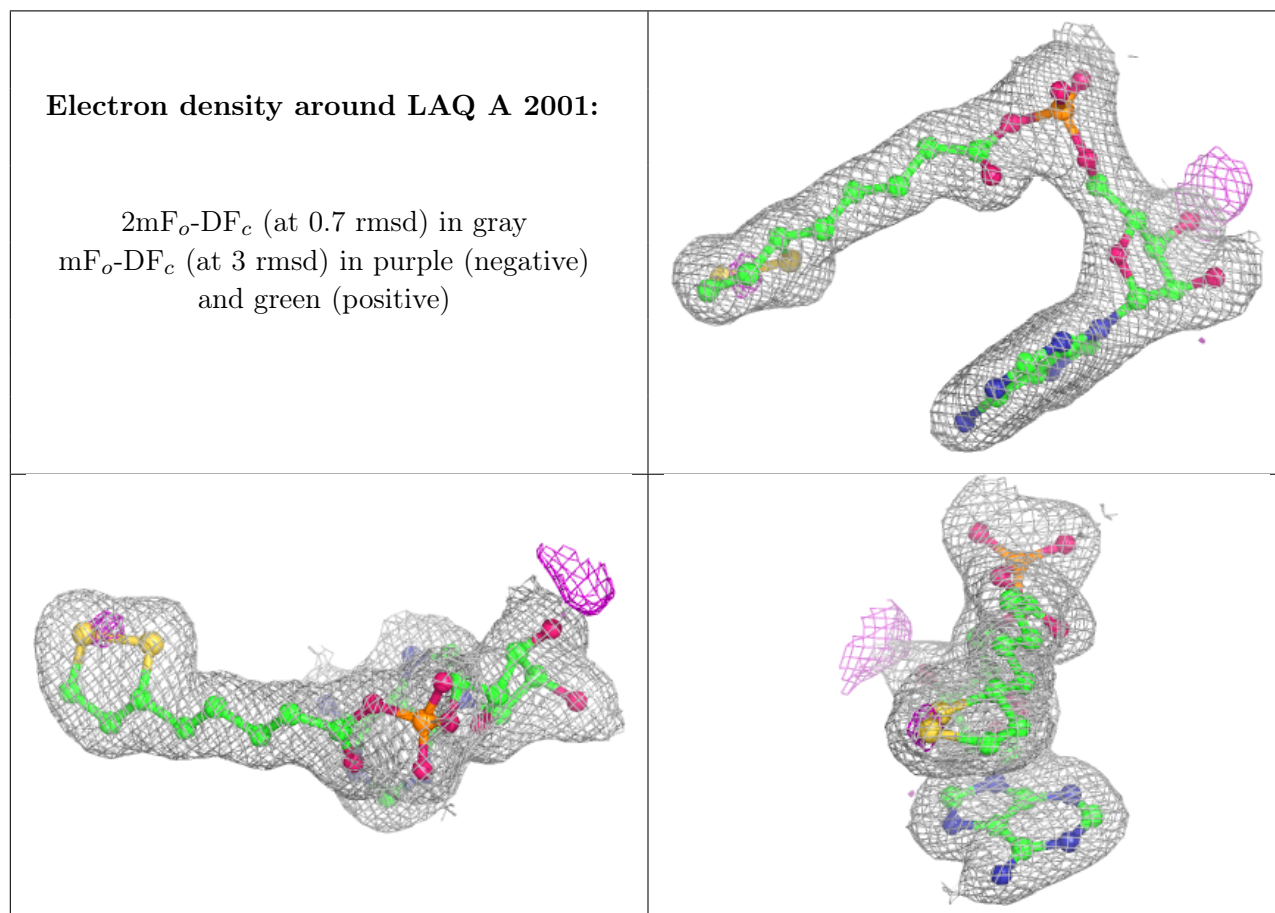 Electron density around LAQ A 2001:
2mFo-DFc (at 0.7 rmsd) in gray
mFo-DFc (at 3 rmsd) in purple (negative)
and green (positive)